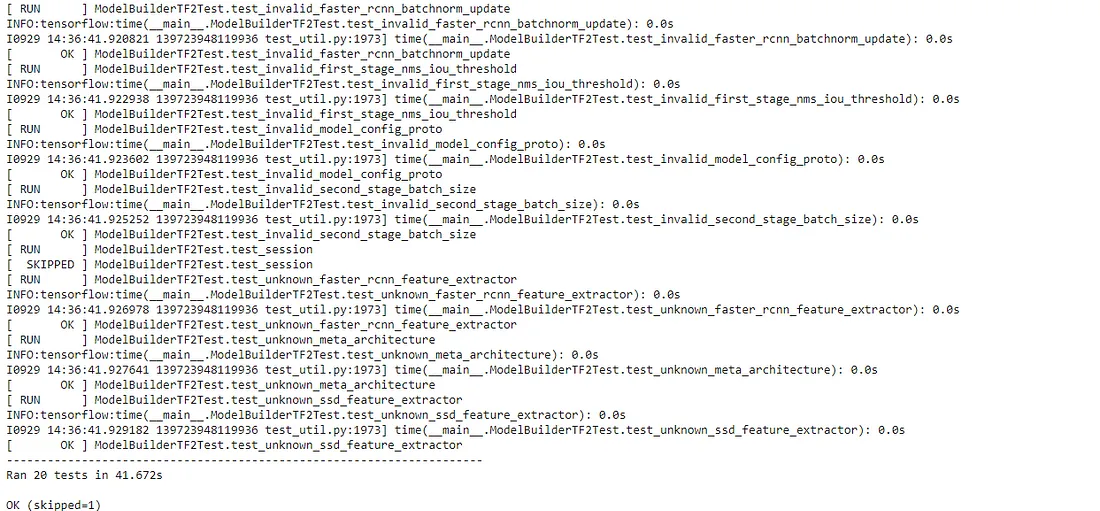 [ RUN      ] ModelBuilderTF2Test.test_invalid_faster_rcnn_batchnorm_update
INFO:tensorflow:time(__main__.ModelBuilderTF2Test.test_invalid_faster_rcnn_batchnorm_update): 0.0s
I0929 14:36:41.920821 139723948119936 test_util.py:1973] time(__main__.ModelBuilderTF2Test.test_invalid_faster_rcnn_batchnorm_update): 0.0s
[       OK ] ModelBuilderTF2Test.test_invalid_faster_rcnn_batchnorm_update
[ RUN      ] ModelBuilderTF2Test.test_invalid_first_stage_nms_iou_threshold
INFO:tensorflow:time(__main__.ModelBuilderTF2Test.test_invalid_first_stage_nms_iou_threshold): 0.0s
I0929 14:36:41.922938 139723948119936 test_util.py:1973] time(__main__.ModelBuilderTF2Test.test_invalid_first_stage_nms_iou_threshold): 0.0s
[       OK ] ModelBuilderTF2Test.test_invalid_first_stage_nms_iou_threshold
[ RUN      ] ModelBuilderTF2Test.test_invalid_model_config_proto
INFO:tensorflow:time(__main__.ModelBuilderTF2Test.test_invalid_model_config_proto): 0.0s
I0929 14:36:41.923602 139723948119936 test_util.py:1973] time(__main__.ModelBuilderTF2Test.test_invalid_model_config_proto): 0.0s
[       OK ] ModelBuilderTF2Test.test_invalid_model_config_proto
[ RUN      ] ModelBuilderTF2Test.test_invalid_second_stage_batch_size
INFO:tensorflow:time(__main__.ModelBuilderTF2Test.test_invalid_second_stage_batch_size): 0.0s
I0929 14:36:41.925252 139723948119936 test_util.py:1973] time(__main__.ModelBuilderTF2Test.test_invalid_second_stage_batch_size): 0.0s
[       OK ] ModelBuilderTF2Test.test_invalid_second_stage_batch_size
[ RUN      ] ModelBuilderTF2Test.test_session
[  SKIPPED ] ModelBuilderTF2Test.test_session
[ RUN      ] ModelBuilderTF2Test.test_unknown_faster_rcnn_feature_extractor
INFO:tensorflow:time(__main__.ModelBuilderTF2Test.test_unknown_faster_rcnn_feature_extractor): 0.0s
I0929 14:36:41.926978 139723948119936 test_util.py:1973] time(__main__.ModelBuilderTF2Test.test_unknown_faster_rcnn_feature_extractor): 0.0s
[       OK ] ModelBuilderTF2Test.test_unknown_faster_rcnn_feature_extractor
[ RUN      ] ModelBuilderTF2Test.test_unknown_meta_architecture
INFO:tensorflow:time(__main__.ModelBuilderTF2Test.test_unknown_meta_architecture): 0.0s
I0929 14:36:41.927641 139723948119936 test_util.py:1973] time(__main__.ModelBuilderTF2Test.test_unknown_meta_architecture): 0.0s
[       OK ] ModelBuilderTF2Test.test_unknown_meta_architecture
[ RUN      ] ModelBuilderTF2Test.test_unknown_ssd_feature_extractor
INFO:tensorflow:time(__main__.ModelBuilderTF2Test.test_unknown_ssd_feature_extractor): 0.0s
I0929 14:36:41.929182 139723948119936 test_util.py:1973] time(__main__.ModelBuilderTF2Test.test_unknown_ssd_feature_extractor): 0.0s
[       OK ] ModelBuilderTF2Test.test_unknown_ssd_feature_extractor
----------------------------------------------------------------------
Ran 20 tests in 41.672s
OK (skipped=1)